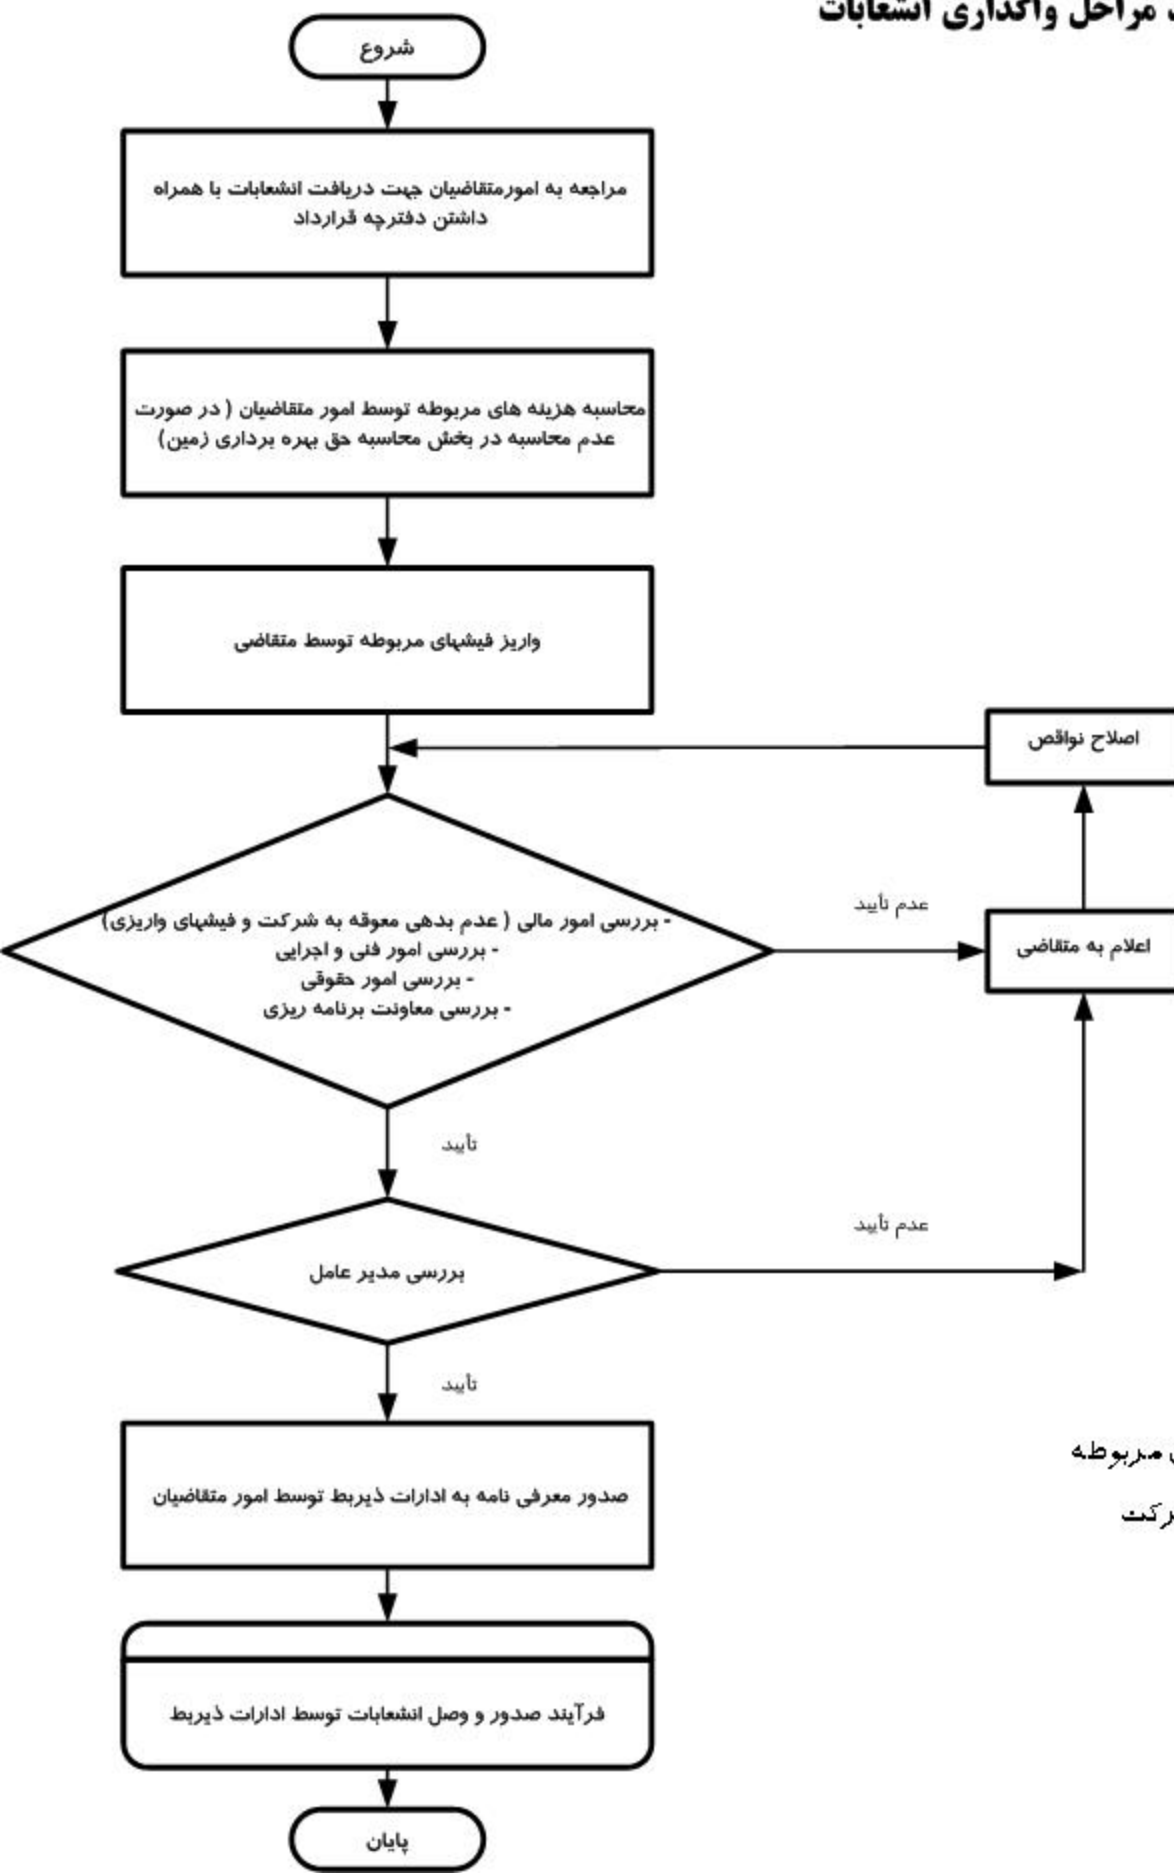 مراحل واگذاری انشعابات
شروع
مراجعه به امورمتقاضیان جهت دریافت انشعابات با همراه
داشتن دفترچه قرارداد
محاسبه هزینه های مربوطه توسط امور متقاضیان ( در صورت
عدم محاسبه در بخش محاسبه حق بهره برداری زمین)
واریز فیشهای مربوطه توسط متقاضی
اصلاح نواقص
- بررسی امور مالی ( عدم بدهی معوقه به شرکت و فیشهای واریزی)
- بررسی امور فنی و اجرایی
- بررسی امور حقوقی
- بررسی معاونت برنامه ریزی
عدم تأیید
اعلام به متقاضی
تأیید
بررسی مدیر عامل
عدم تأیید
تأیید
صدور معرفی نامه به ادارات ذیربط توسط امور متقاضیان
مربوطه
فرآیند صدور و وصل انشعابات توسط ادارات ذیربط
پایان